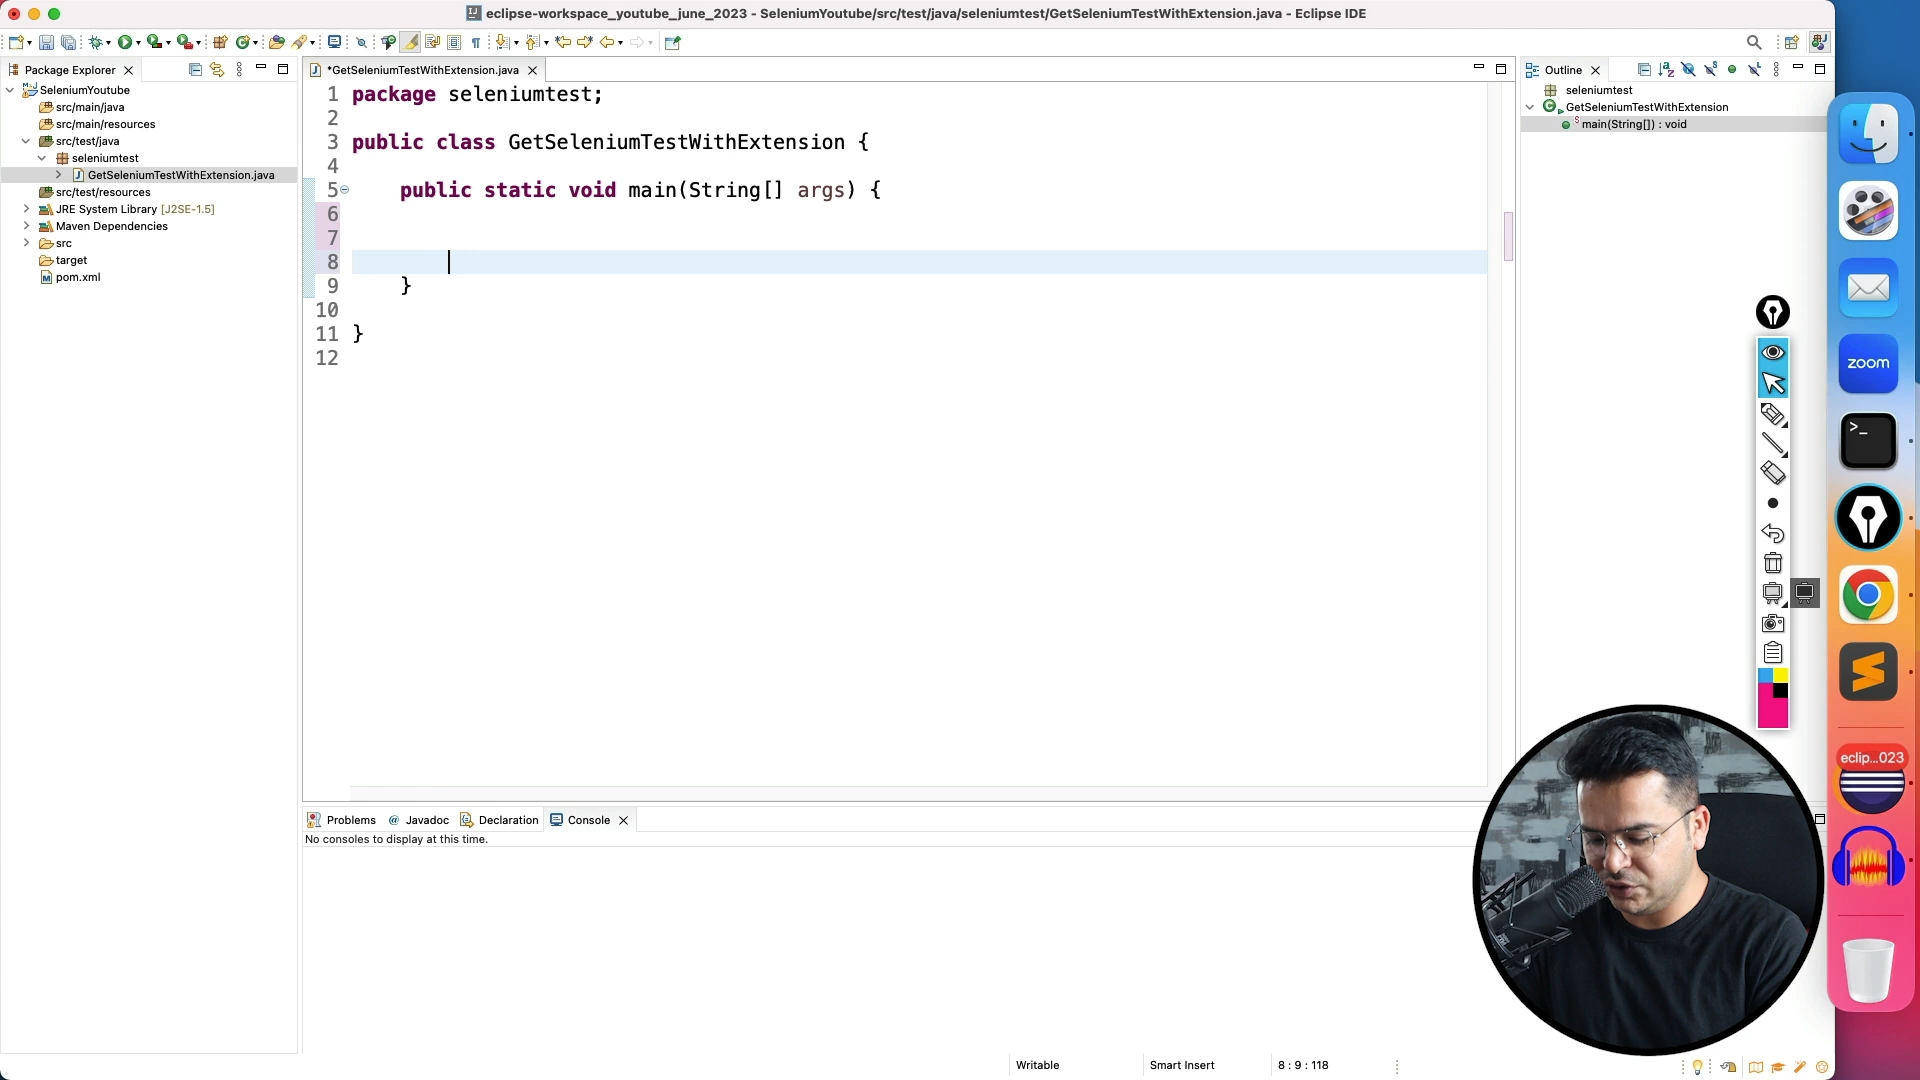 eclipse-workspace_youtube_june_2023 - SeleniumYoutube/src/test/java/seleniumtest/GetSeleniumTestWithExtension.java - Eclipse IDE
Package Explorer
SeleniumYoutube
src/main/java
src/main/resources
src/test/java
seleniumtest
GetSeleniumTestWithExtension.java
src/test/resources
JRE System Library [J2SE-1.5]
Maven Dependencies
src
target
pom.xml
*GetSeleniumTestWithExtension.java
1 package seleniumtest;
2
3 public class GetSeleniumTestWithExtension {
4
5 public static void main(String[] args) {
6
7
8
9 }
10
11 }
12
Outline
seleniumtest
GetSeleniumTestWithExtension
main(String[]) : void
zoom
eclip...023
Problems
Javadoc
Declaration
Console
No consoles to display at this time.
Writable
Smart Insert
8 : 9 : 118